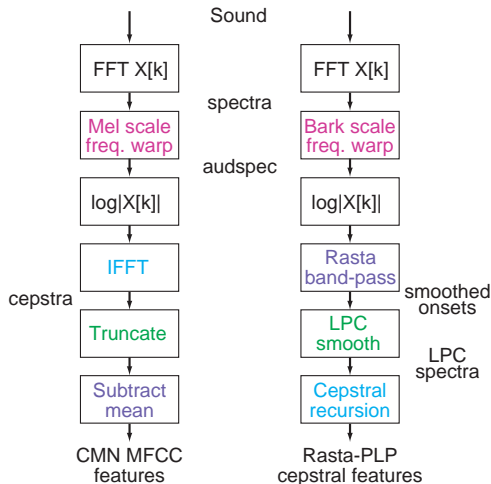 Sound
FFT X[k]
FFT X[k]
spectra
Mel scale
freq. warp
Bark scale
freq. warp
audspec
log|X[k]|
log|X[k]|
IFFT
Rasta
band-pass
cepstra
smoothed
onsets
Truncate
LPC
smooth
LPC
spectra
Subtract
mean
Cepstral
recursion
CMN MFCC
features
Rasta-PLP
cepstral features